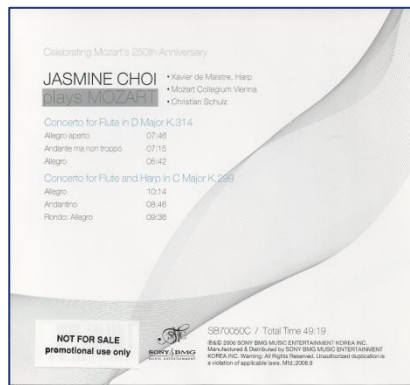 Celebrating Mozart's 250th Anniversary
JASMINE CHOI
plays MOZART
• Xavier de Maistre, Harp
• Mozart Collegium Vienna
• Christian Schulz
Concerto for Flute in D Major K.314
Allegro aperto 07:46
Andante ma non troppo 07:15
Allegro 05:42
Concerto for Flute and Harp in C Major K.299
Allegro 10:14
Andantino 08:46
Rondo: Allegro 09:36
NOT FOR SALE
promotional use only
SONY BMG
MUSIC ENTERTAINMENT
SB70050C / Total Time 49:19
℗&© 2006 SONY BMG MUSIC ENTERTAINMENT KOREA INC.
Manufactured & Distributed by SONY BMG MUSIC ENTERTAINMENT
KOREA INC. Warning: All Rights Reserved. Unauthorized duplication is
a violation of applicable laws. Mfd.,2006.9